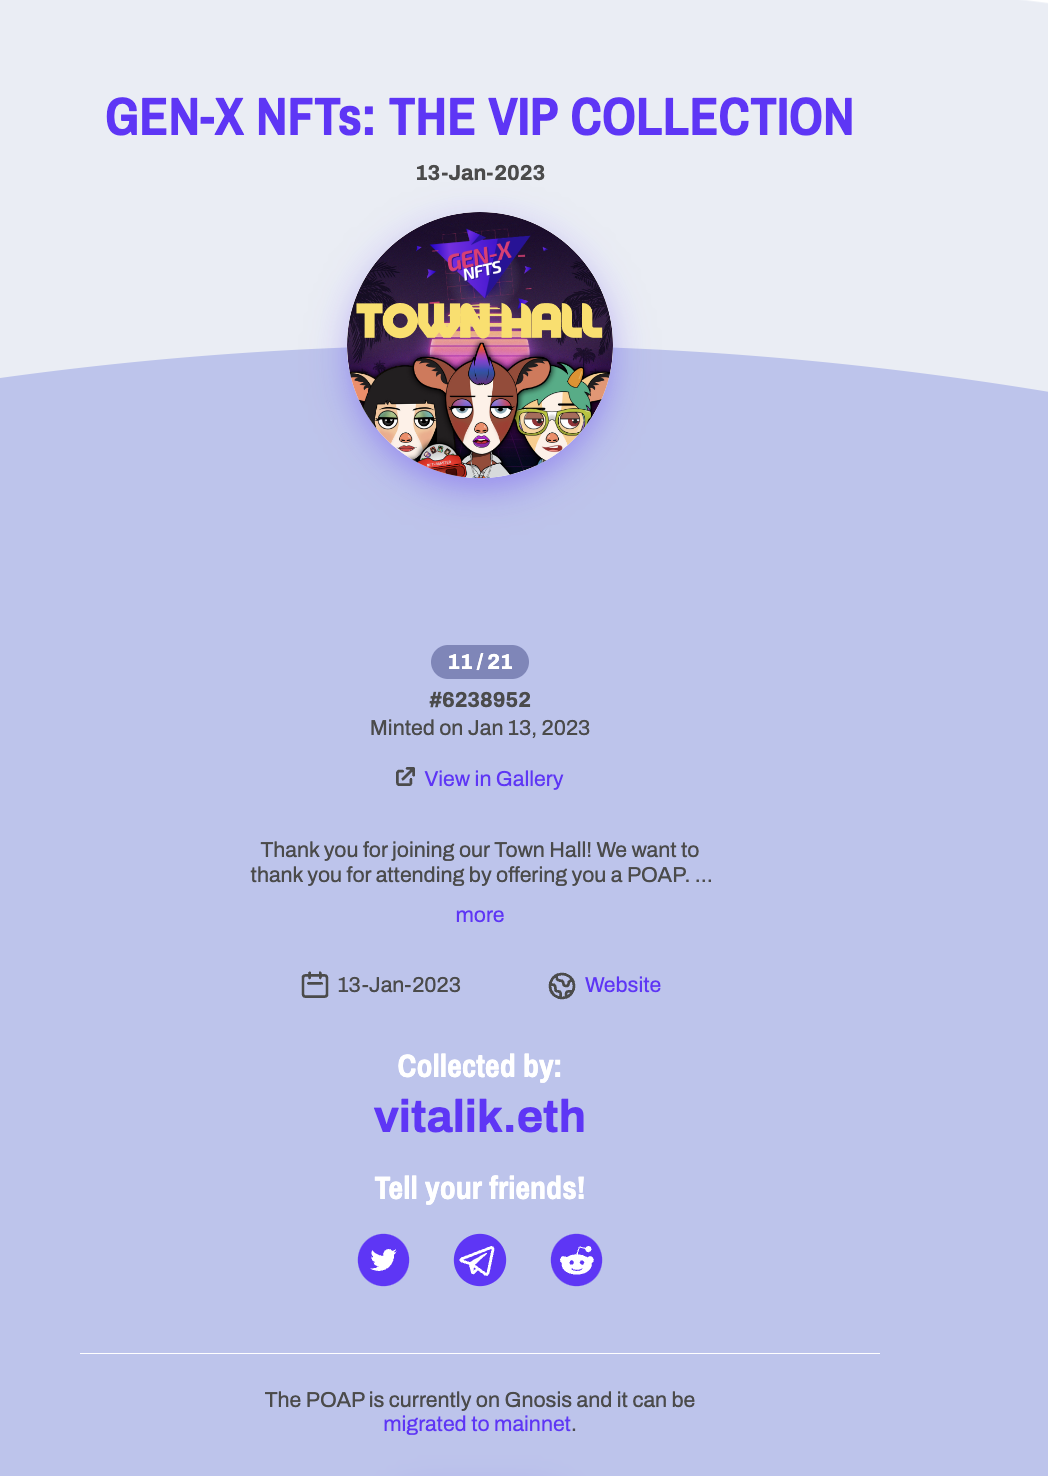 GEN-X NFTs: THE VIP COLLECTION
13-Jan-2023
GEN-X
NFTS
TOWN HALL
11 / 21
#6238952
Minted on Jan 13, 2023
View in Gallery
Thank you for joining our Town Hall! We want to
thank you for attending by offering you a POAP. ...
more
13-Jan-2023
Website
Collected by:
vitalik.eth
Tell your friends!
The POAP is currently on Gnosis and it can be
migrated to mainnet.